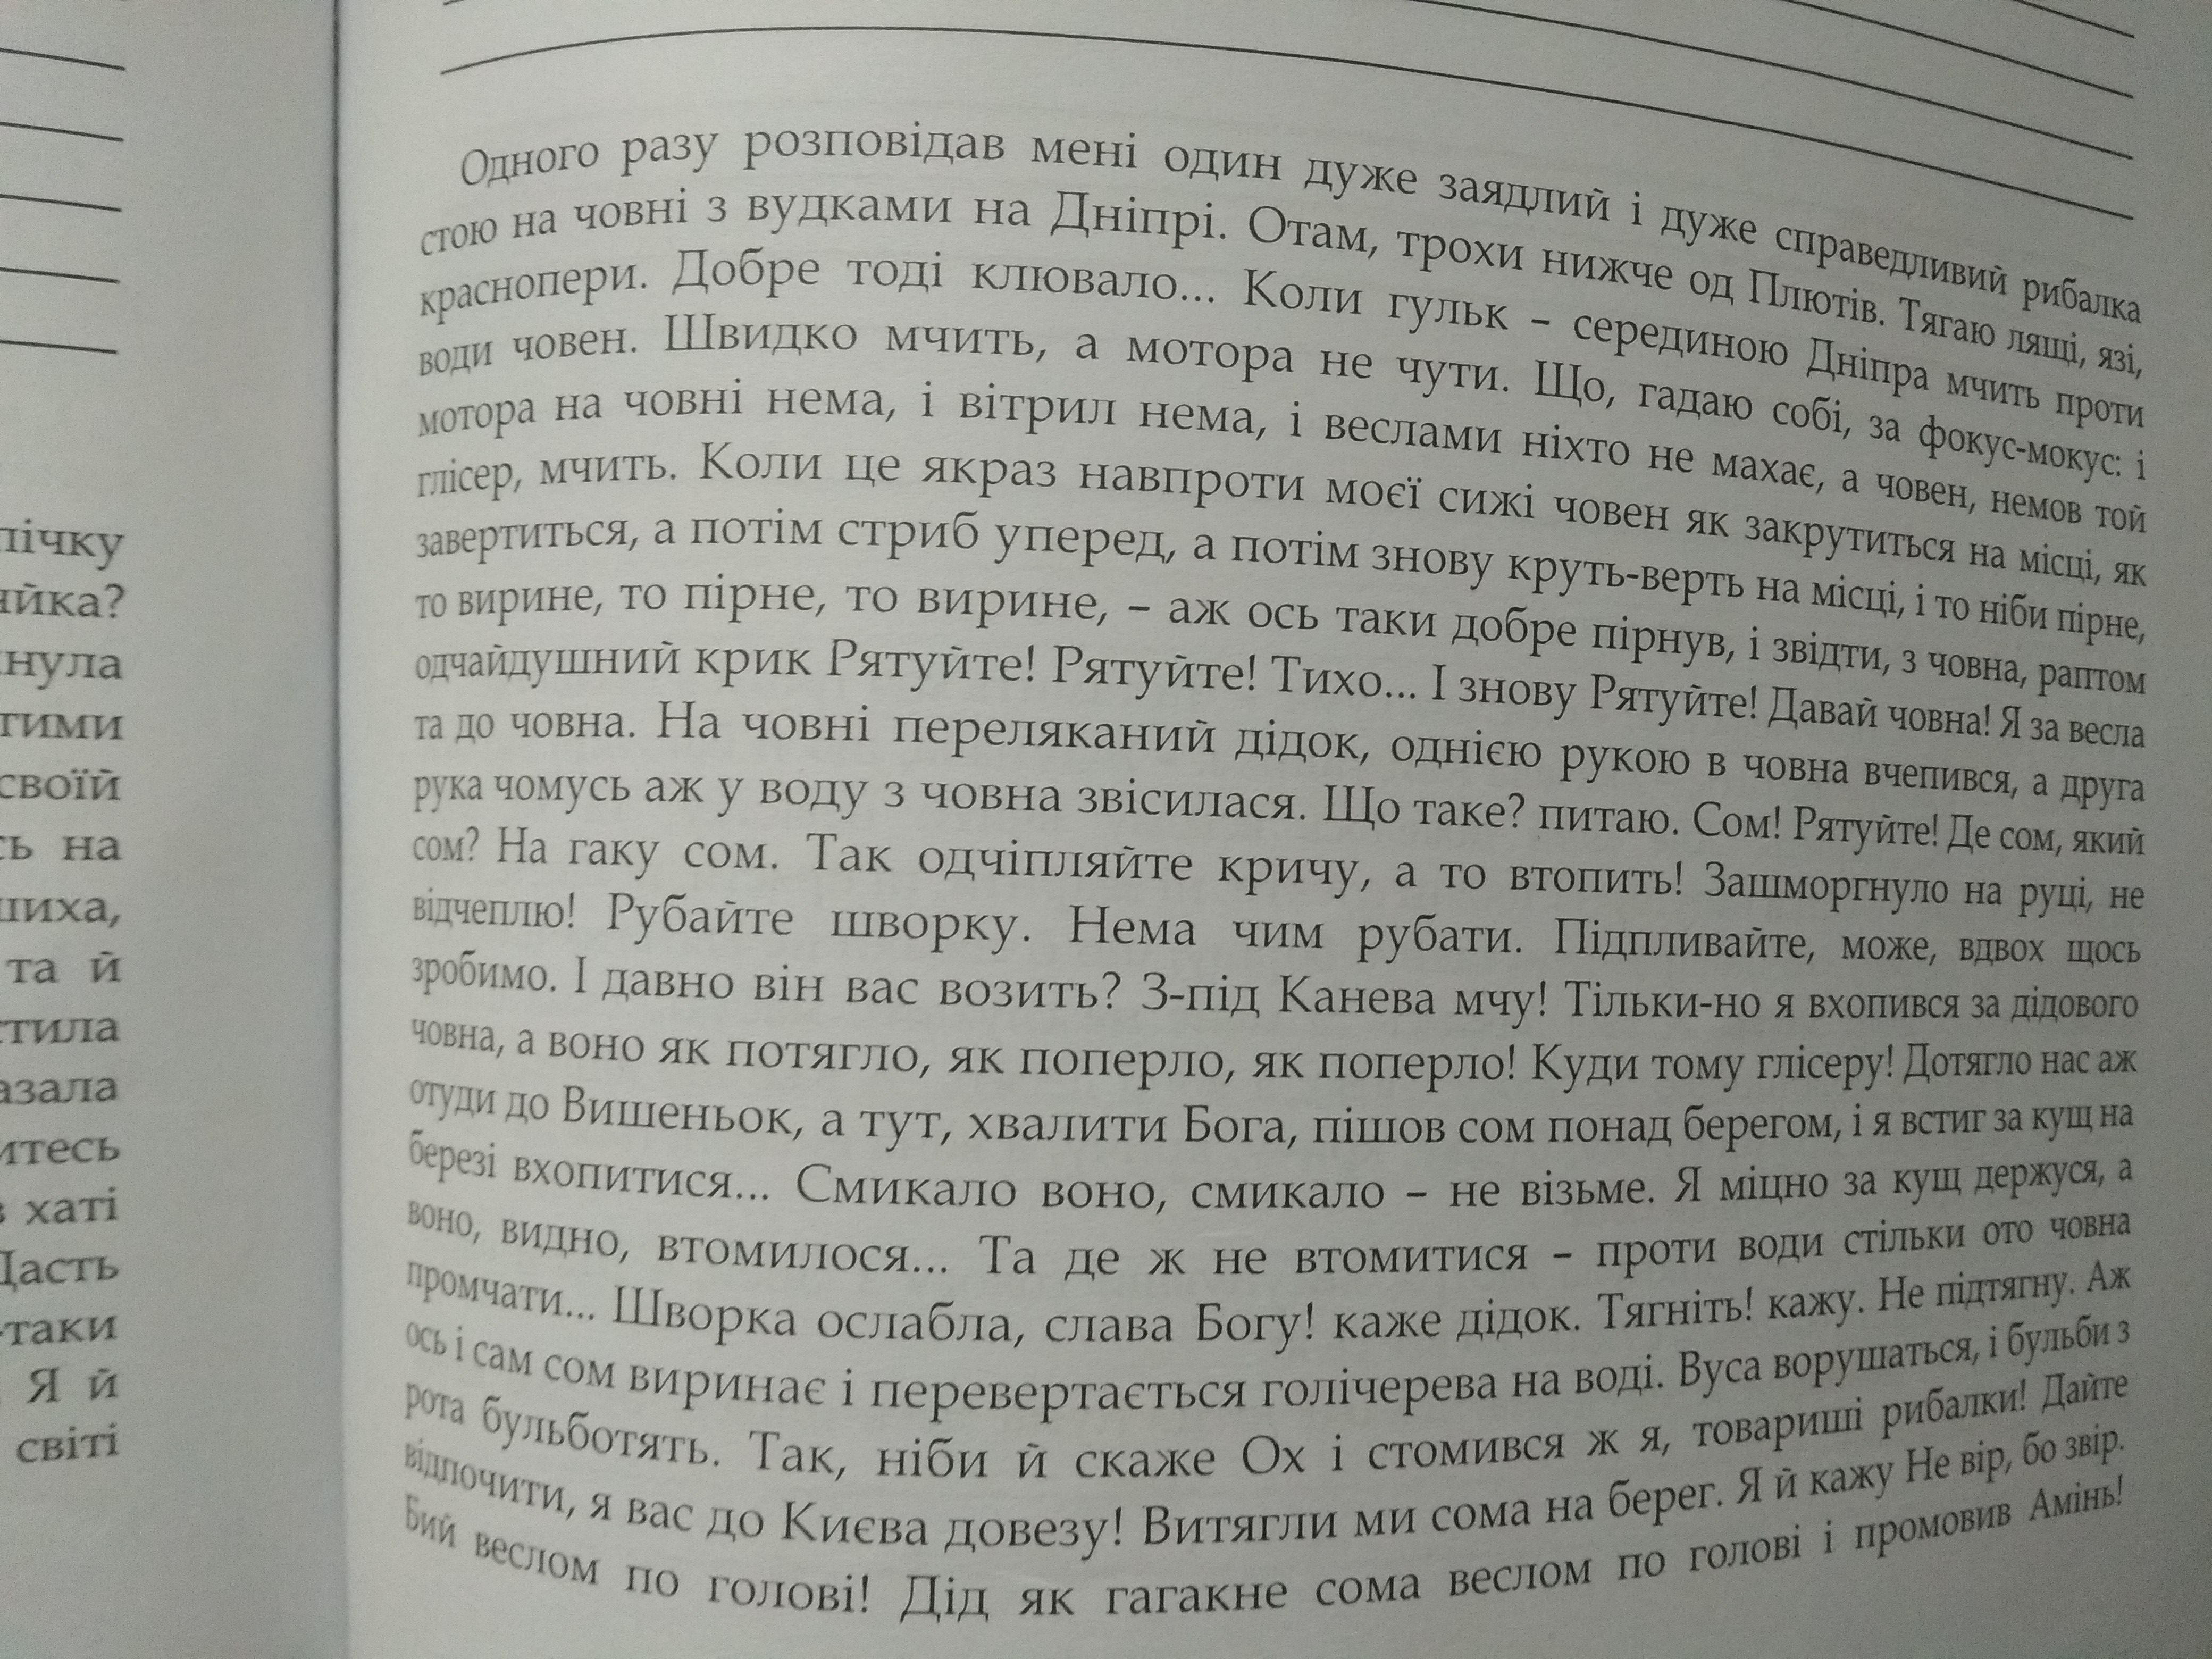 пічку
яйка?
нула
тими
своїй
сь на
шиха,
та й
стила
азала
итесь
в хаті
Дасть
-таки
Я й
світі
Одного разу розповідав мені один дуже заядлий і дуже справедливий рибалка
стою на човні з вудками на Дніпрі. Отам, трохи нижче од Плютів. Тягаю лящі, язі,
краснопери. Добре тоді клювало... Коли гульк – серединою Дніпра мчить проти
води човен. Швидко мчить, а мотора не чути. Що, гадаю собі, за фокус-мокус: і
мотора на човні нема, і вітрил нема, і веслами ніхто не махає, а човен, немов той
глісер, мчить. Коли це якраз навпроти моєї сижі човен як закрутиться на місці, як
завертиться, а потім стриб уперед, а потім знову круть-верть на місці, і то ніби пірне,
то вирине, то пірне, то вирине, – аж ось таки добре пірнув, і звідти, з човна, раптом
одчайдушний крик Рятуйте! Рятуйте! Тихо... І знову Рятуйте! Давай човна! Я за весла
та до човна. На човні переляканий дідок, однією рукою в човна вчепився, а друга
рука чомусь аж у воду з човна звісилася. Що таке? питаю. Сом! Рятуйте! Де сом, який
сом? На гаку сом. Так одчіпляйте кричу, а то втопить! Зашморгнуло на руці, не
відчеплю! Рубайте шворку. Нема чим рубати. Підпливайте, може, вдвох щось
зробимо. І давно він вас возить? З-під Канева мчу! Тільки-но я вхопився за дідового
човна, а воно як потягло, як поперло, як поперло! Куди тому глісеру! Дотягло нас аж
отуди до Вишеньок, а тут, хвалити Бога, пішов сом понад берегом, і я встиг за кущ на
березі вхопитися... Смикало воно, смикало – не візьме. Я міцно за кущ держуся, а
воно, видно, втомилося... Та де ж не втомитися – проти води стільки ото човна
промчати... Шворка ослабла, слава Богу! каже дідок. Тягніть! кажу. Не підтягну. Аж
ось і сам сом виринає і перевертається голічерева на воді. Вуса ворушаться, і бульби з
рота бульботять. Так, ніби й скаже Ох і стомився ж я, товариші рибалки! Дайте
відпочити, я вас до Києва довезу! Витягли ми сома на берег. Я й кажу Не вір, бо звір.
Бий веслом по голові! Дід як гагакне сома веслом по голові і промовив Амінь!